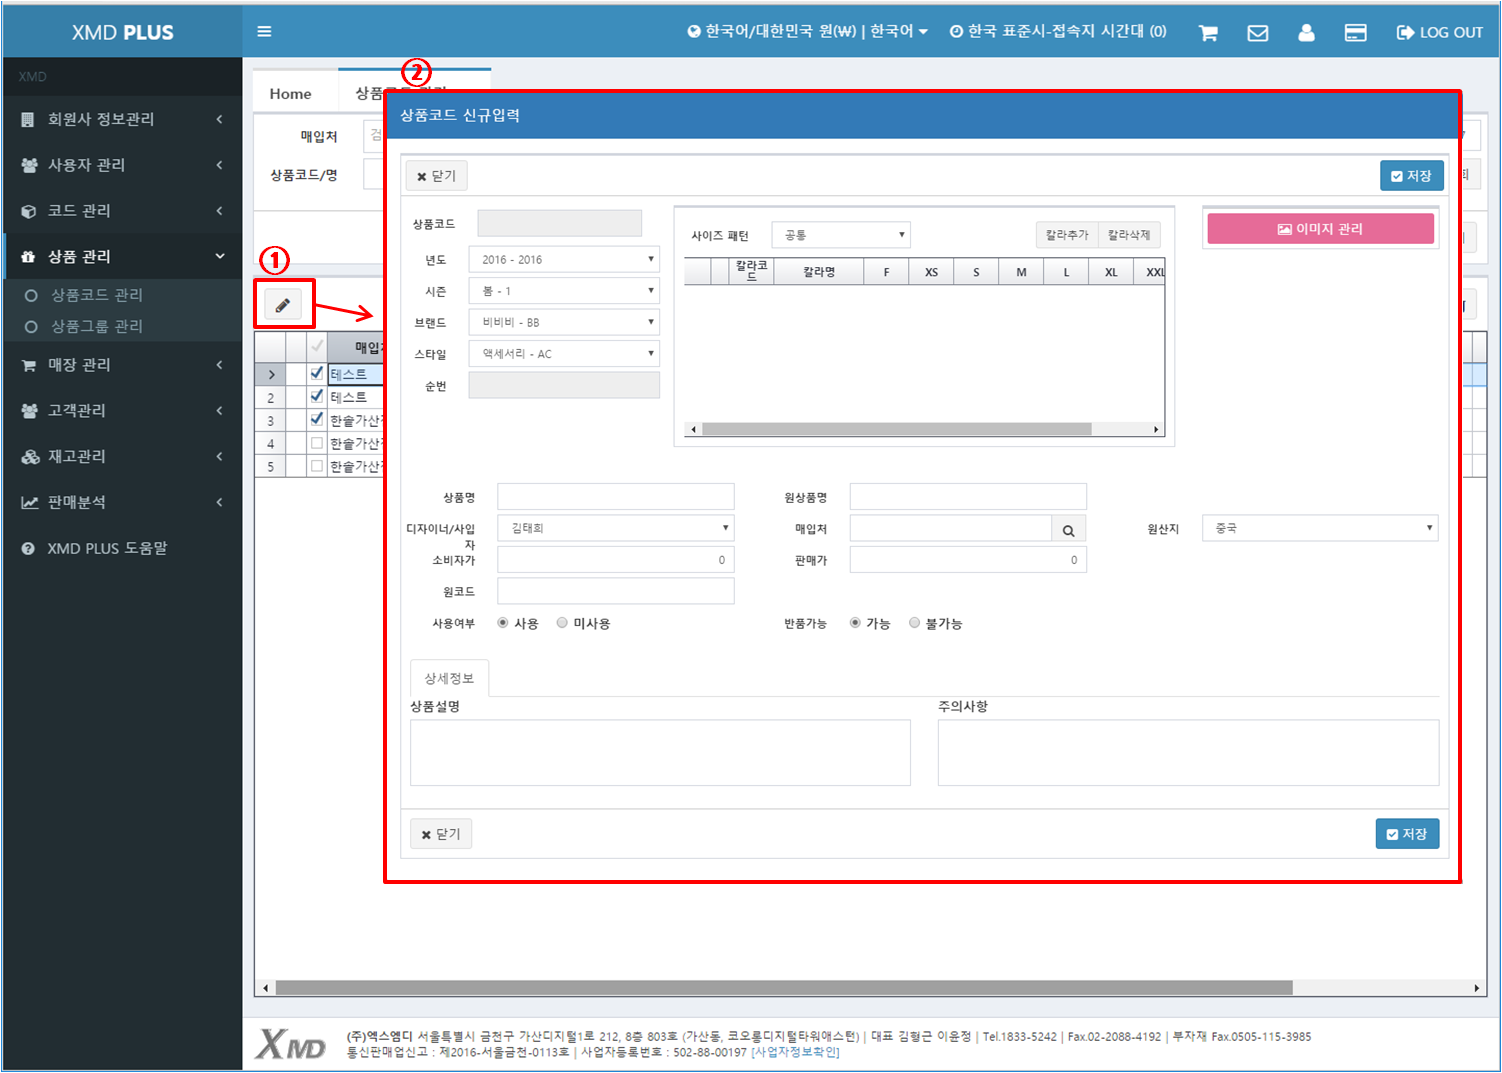 XMD PLUS
한국어/대한민국 원(₩) | 한국어
한국 표준시-접속지 시간대 (0)
LOG OUT
XMD
회원사 정보관리
사용자 관리
코드 관리
상품 관리
상품코드 관리
상품그룹 관리
매장 관리
고객관리
재고관리
판매분석
XMD PLUS 도움말
Home
②
매입처
상품코드/명
①
테스트
2 테스트
3 한솔가산
4 한솔가산
5 한솔가산
상품코드 신규입력
닫기
저장
상품코드
년도 2016 - 2016
시즌 봄 - 1
브랜드 비비비 - BB
스타일 액세서리 - AC
순번
사이즈 패턴 공통 칼라추가 칼라삭제
칼라코드 칼라명 F XS S M L XL XXL
이미지 관리
상품명 원상품명
디자이너/사입자 김태희 매입처 원산지 중국
소비자가 0 판매가 0
원코드
사용여부 사용 미사용 반품가능 가능 불가능
상세정보
상품설명 주의사항
닫기
저장
XMD
(주)엑스엠디 서울특별시 금천구 가산디지털1로 212, 8층 803호 (가산동, 코오롱디지털타워애스턴) | 대표 김형근 이윤정 | Tel.1833-5242 | Fax.02-2088-4192 | 부자재 Fax.0505-115-3985
통신판매업신고 : 제2016-서울금천-0113호 | 사업자등록번호 : 502-88-00197 [사업자정보확인]